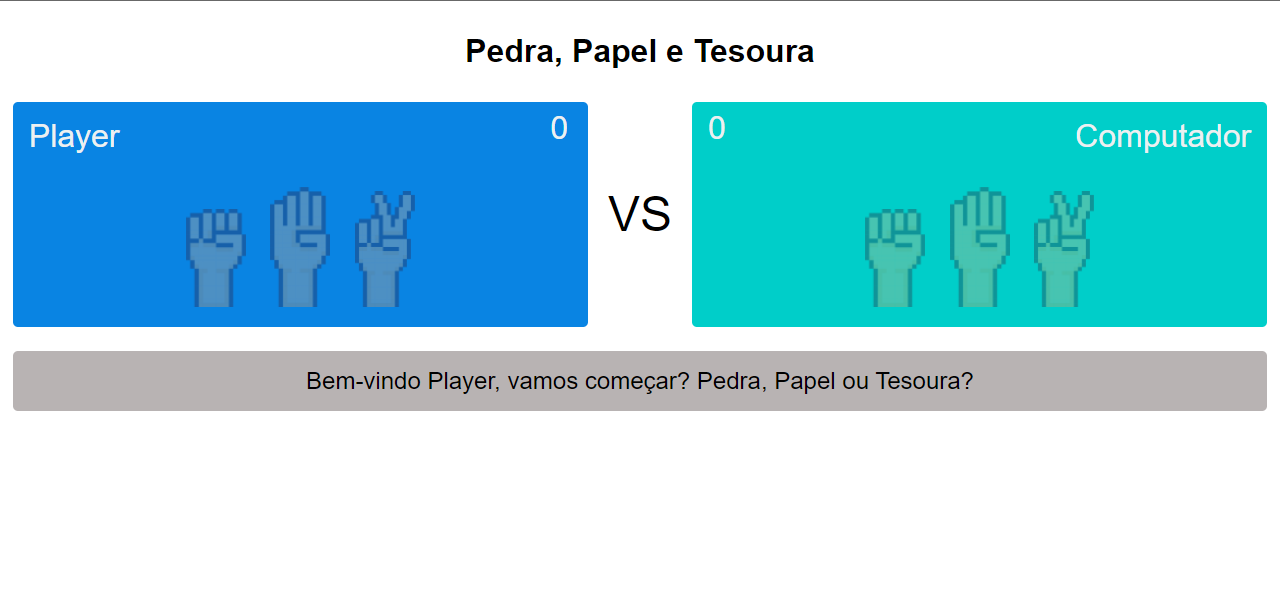 Pedra, Papel e Tesoura
Player
0
VS
0
Computador
Bem-vindo Player, vamos começar? Pedra, Papel ou Tesoura?